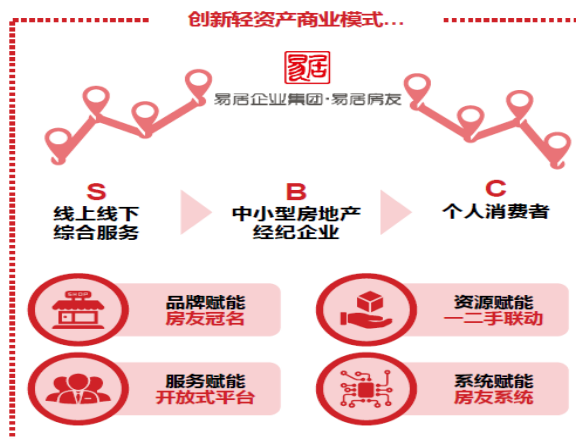 创新轻资产商业模式...
易居
易居企业集团·易居房友
S
线上线下
综合服务
B
中小型房地产
经纪企业
C
个人消费者
SHOP
品牌赋能
房友冠名
资源赋能
一二手联动
服务赋能
开放式平台
系统赋能
房友系统